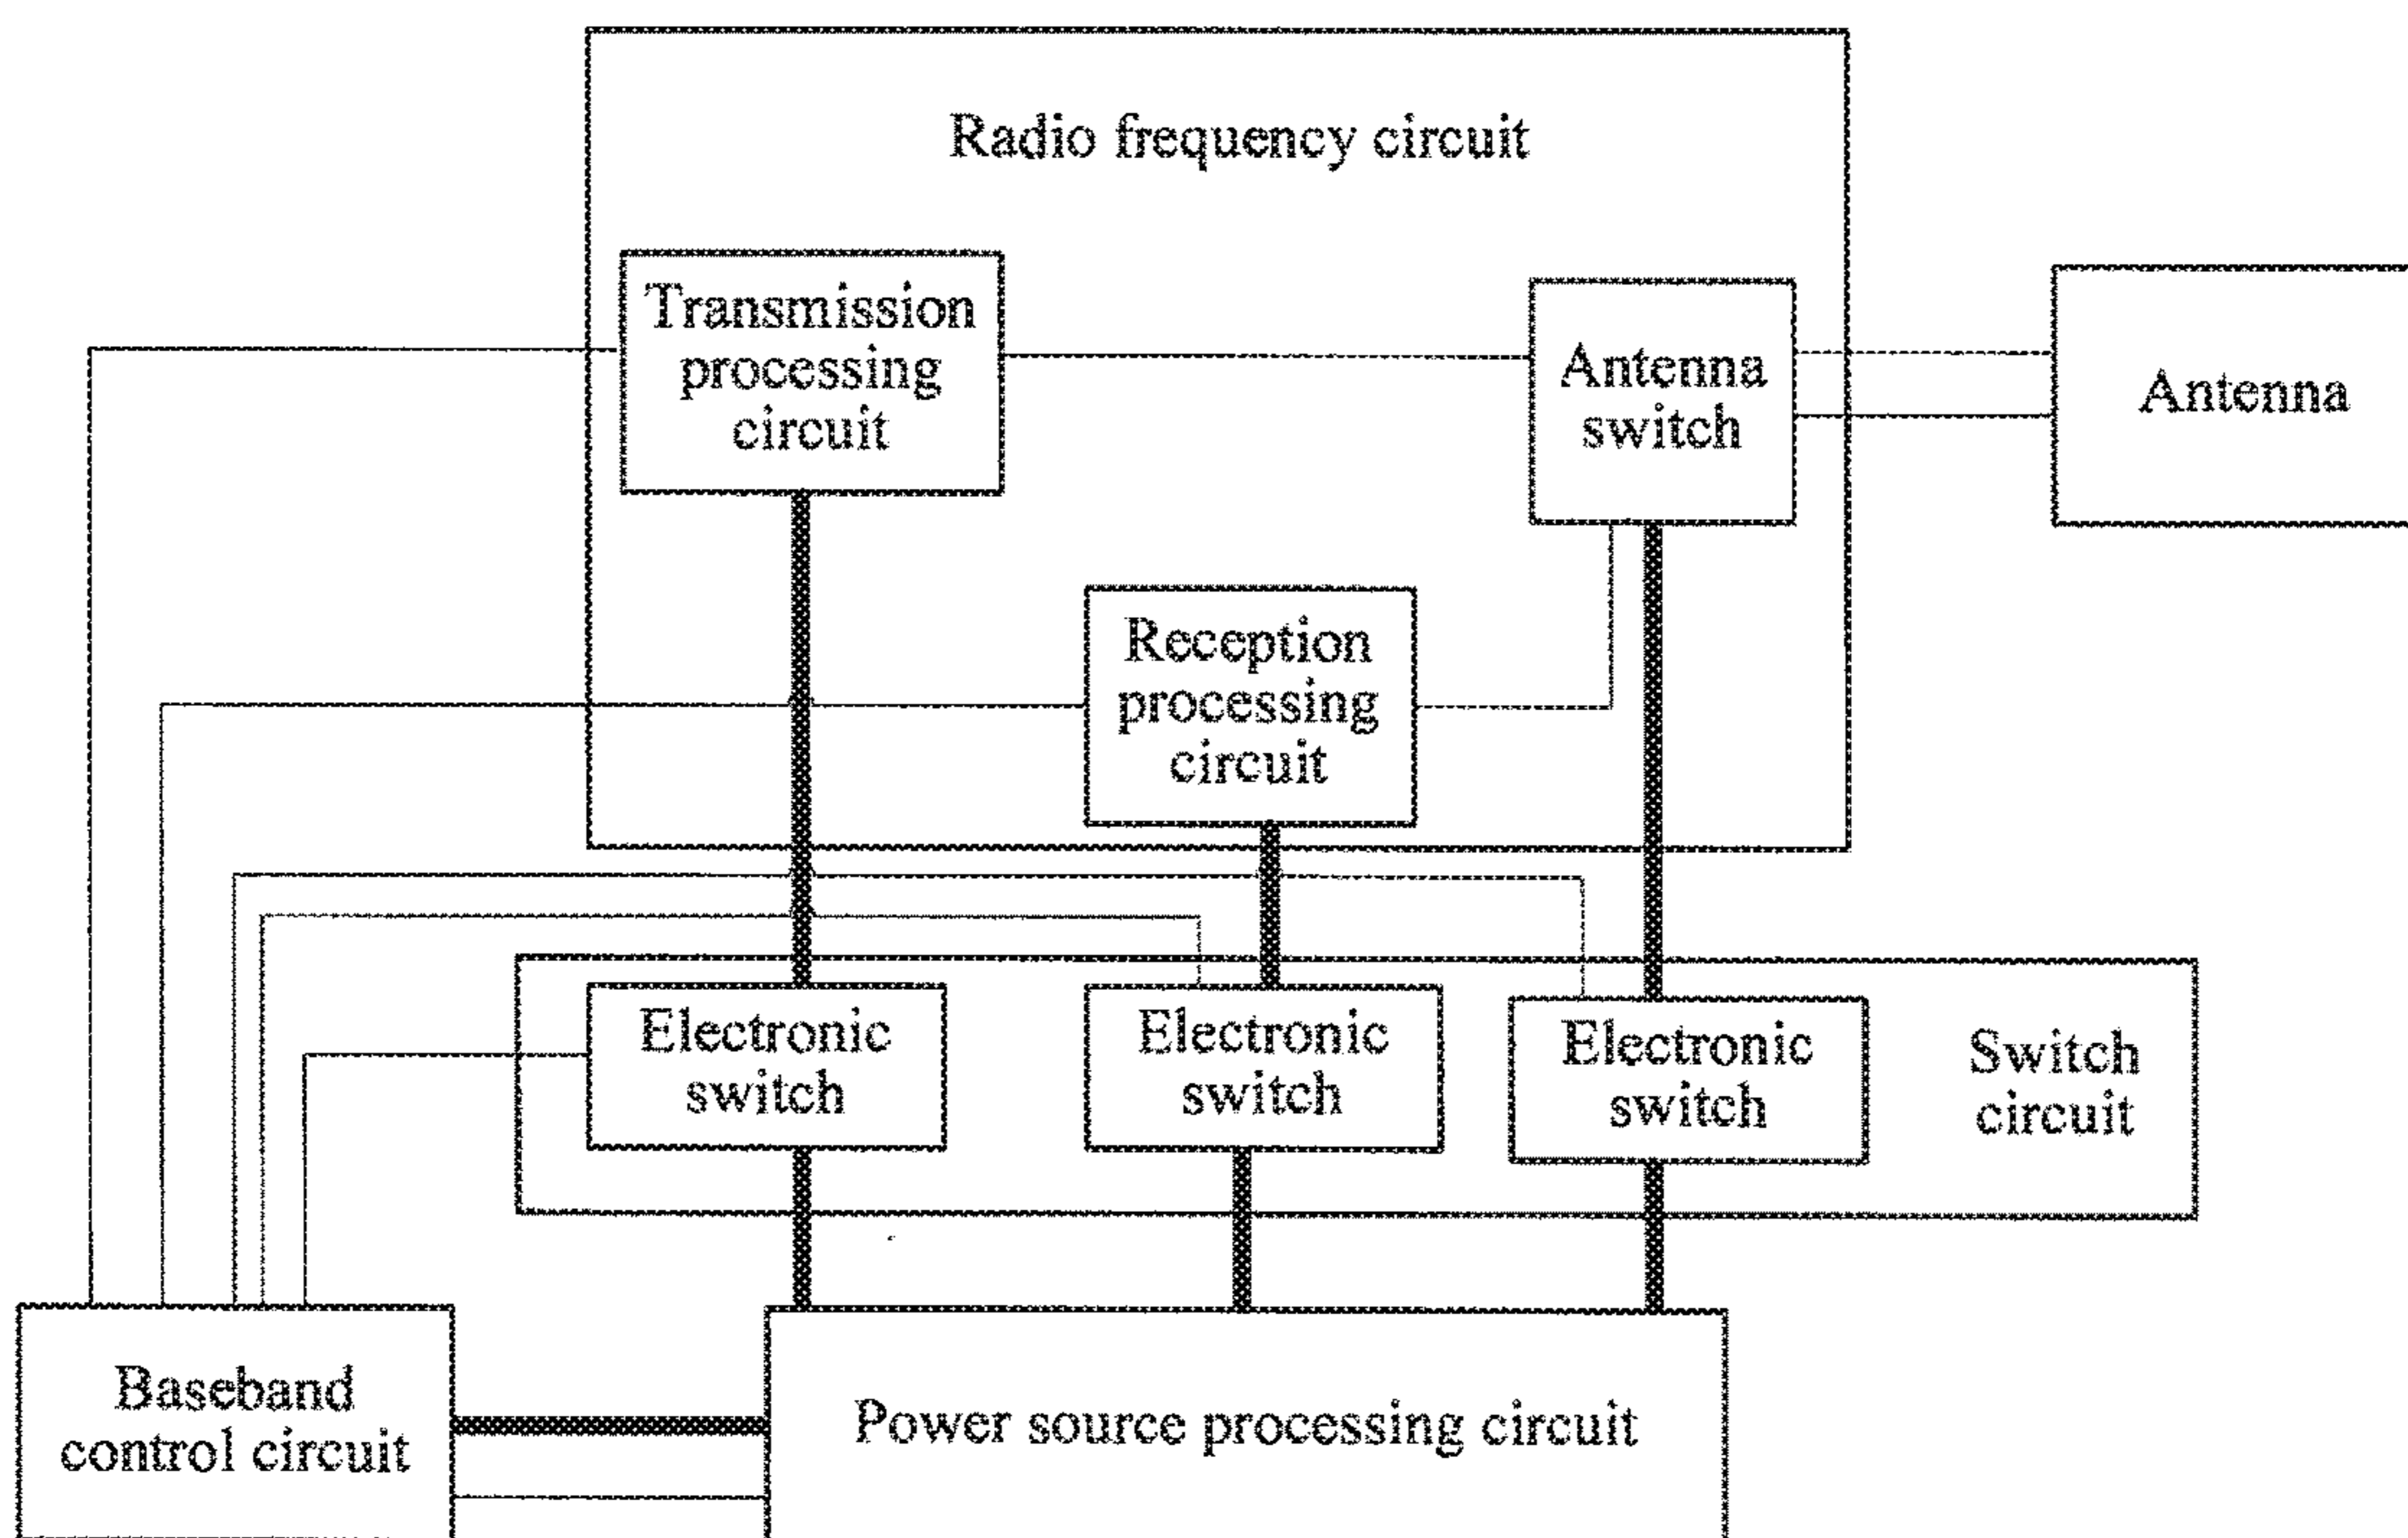 Radio frequency circuit
Transmission
processing
circuit
Antenna
switch
Antenna
Reception
processing
circuit
Electronic
switch
Electronic
switch
Electronic
switch
Switch
circuit
Baseband
control circuit
Power source processing circuit